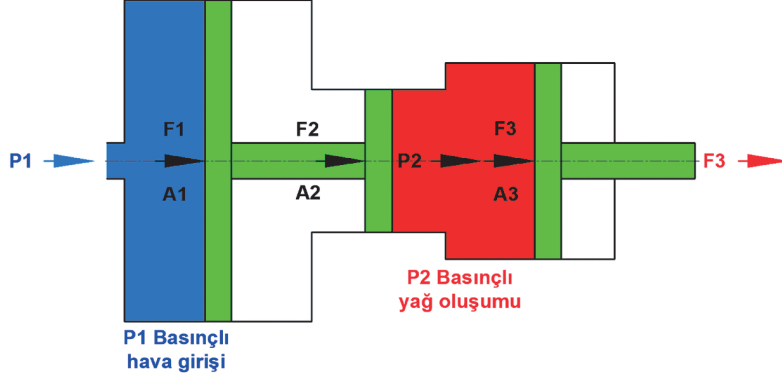 F1
F2
F3
P1
P2
F3
A1
A2
A3
P2 Basınçlı
yağ oluşumu
P1 Basınçlı
hava girişi